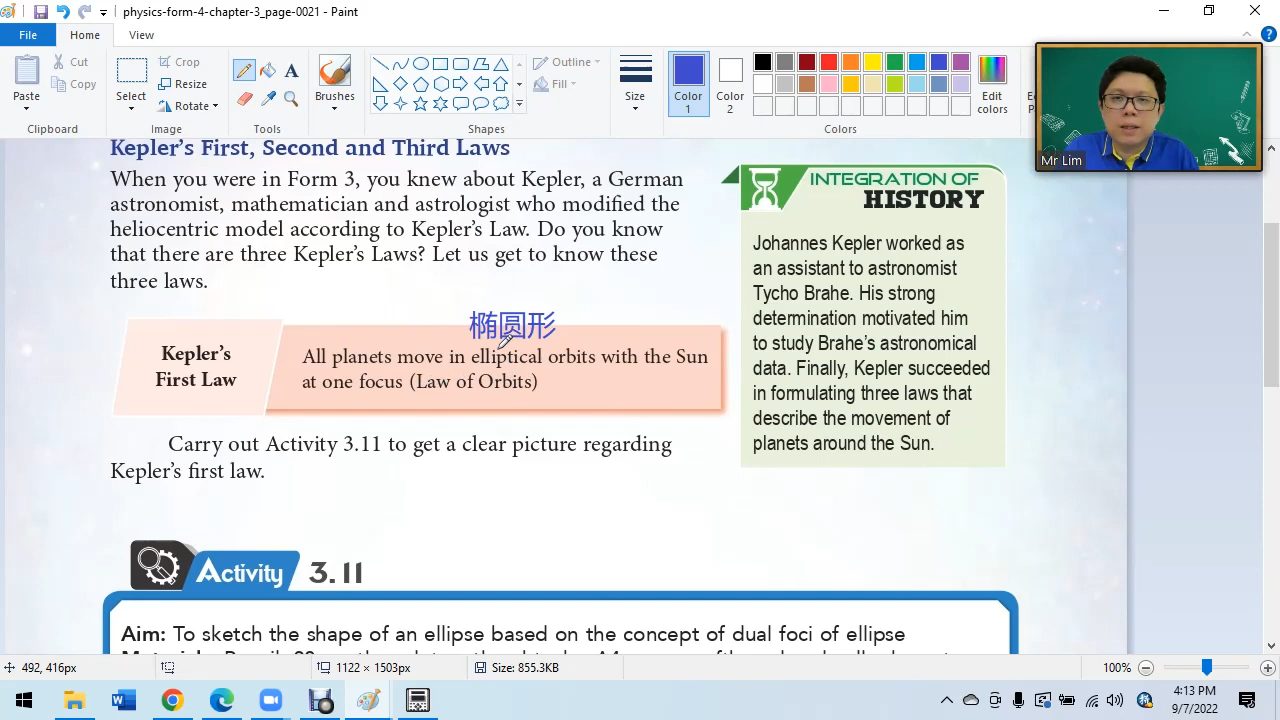 physics-form-4-chapter-3_page-0021 - Paint
File
Home
View
Paste
Cut
Copy
Clipboard
Select
Crop
Resize
Rotate
Image
A
Tools
Brushes
Shapes
Outline
Fill
Size
Color 1
Color 2
Edit colors
Colors
Mr Lim
Kepler's First, Second and Third Laws
When you were in Form 3, you knew about Kepler, a German
astronomist, mathematician and astrologist who modified the
heliocentric model according to Kepler's Law. Do you know
that there are three Kepler's Laws? Let us get to know these
three laws.
椭圆形
Kepler's
First Law
All planets move in elliptical orbits with the Sun
at one focus (Law of Orbits)
Carry out Activity 3.11 to get a clear picture regarding
Kepler's first law.
INTEGRATION OF
HISTORY
Johannes Kepler worked as
an assistant to astronomist
Tycho Brahe. His strong
determination motivated him
to study Brahe's astronomical
data. Finally, Kepler succeeded
in formulating three laws that
describe the movement of
planets around the Sun.
Activity 3.11
Aim: To sketch the shape of an ellipse based on the concept of dual foci of ellipse
492, 416px
1122 × 1503px
Size: 855.3KB
100%
4:13 PM
9/7/2022